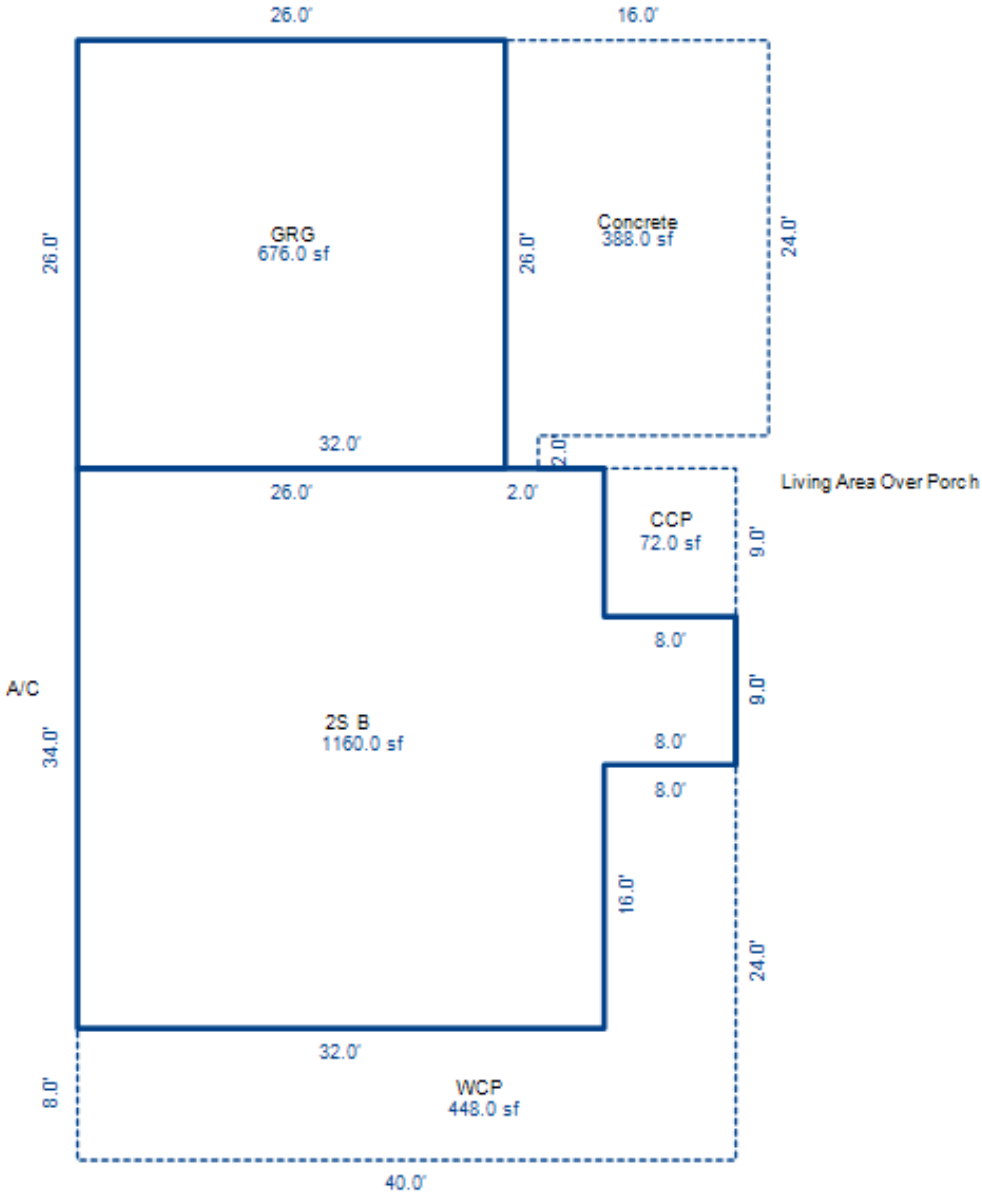 26.0'
16.0'
GRG
676.0 sf
Concrete
388.0 sf
26.0'
26.0'
24.0'
32.0'
2.0'
26.0'
2.0'
Living Area Over Porch
CCP
72.0 sf
9.0'
8.0'
A/C
9.0'
34.0'
2S B
1160.0 sf
8.0'
8.0'
16.0'
24.0'
32.0'
8.0'
WCP
448.0 sf
40.0'